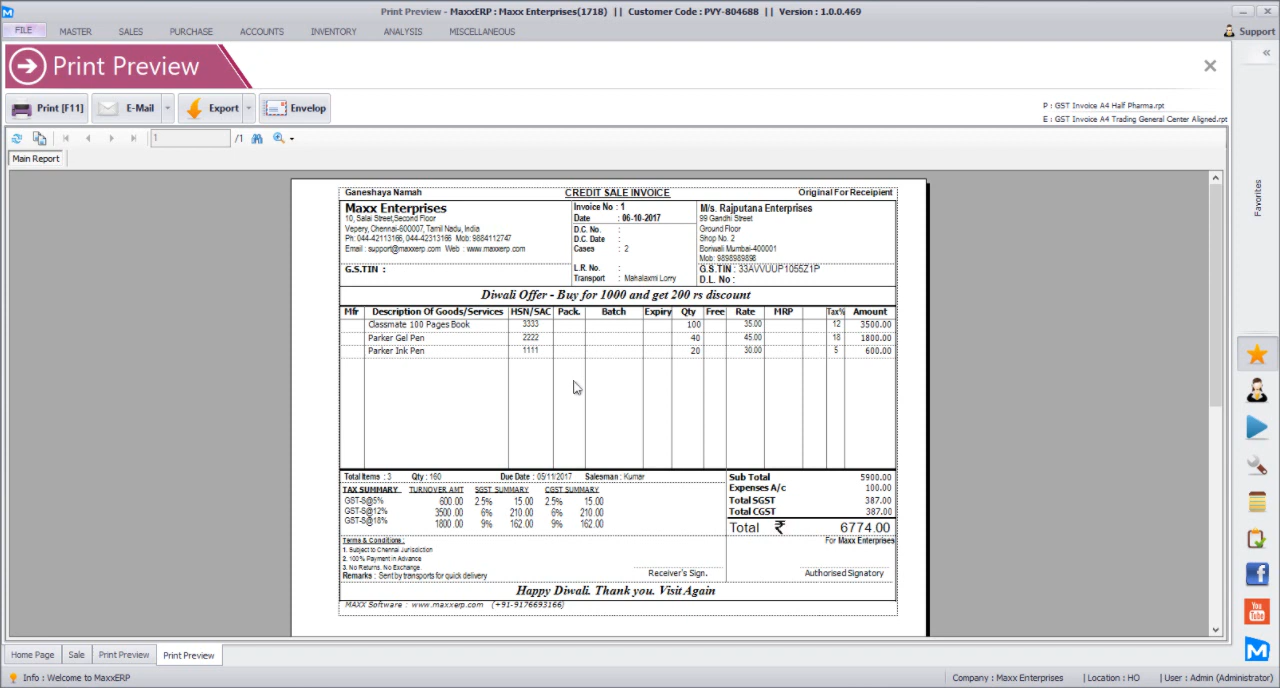 Print Preview - MaxxERP : Maxx Enterprises(1718) || Customer Code : PVY-804688 || Version : 1.0.0.469
FILE MASTER SALES PURCHASE ACCOUNTS INVENTORY ANALYSIS MISCELLANEOUS Support
Print Preview
Print [F11] E-Mail Export Envelop
P : GST Invoice A4 Half Pharma.rpt
E : GST Invoice A4 Trading General Center Aligned.rpt
1 /1
Main Report
Favorites
Ganeshaya Namah CREDIT SALE INVOICE Original For Receipient
Maxx Enterprises
10, Salai Street,Second Floor
Vepery, Chennai-600007, Tamil Nadu, India
Ph: 044-42113166, 044-42313166 Mob: 9884112747
Email : support@maxxerp.com Web : www.maxxerp.com
G.S.TIN :
Invoice No : 1
Date : 06-10-2017
D.C. No. :
D.C. Date :
Cases : 2
L.R. No. :
Transport : Mahalaxmi Lorry
M/s. Rajputana Enterprises
99 Gandhi Street
Ground Floor
Shop No. 2
Boriwali Mumbai-400001
Mob: 9898989898
G.S.TIN : 33AVVUUP1055Z1P
D.L. No :
Diwali Offer - Buy for 1000 and get 200 rs discount
Mfr Description Of Goods/Services HSN/SAC Pack. Batch Expiry Qty Free Rate MRP Tax% Amount
Classmate 100 Pages Book 3333 100 35.00 12 3500.00
Parker Gel Pen 2222 40 45.00 18 1800.00
Parker Ink Pen 1111 20 30.00 5 600.00
Total Items : 3 Qty : 160 Due Date : 05/11/2017 Salesman : Kumar
TAX SUMMARY TURNOVER AMT SGST SUMMARY CGST SUMMARY
GST-S@5% 600.00 2.5% 15.00 2.5% 15.00
GST-S@12% 3500.00 6% 210.00 6% 210.00
GST-S@18% 1800.00 9% 162.00 9% 162.00
Sub Total 5900.00
Expenses A/c 100.00
Total SGST 387.00
Total CGST 387.00
Total ₹ 6774.00
Terms & Conditions :
1. Subject to Chennai Jurisdiction
2. 100% Payment in Advance
3. No Returns. No Exchange.
Remarks : Sent by transports for quick delivery
Receiver's Sign.
For Maxx Enterprises
Authorised Signatory
Happy Diwali. Thank you. Visit Again
MAXX Software : www.maxxerp.com (+91-9176693166)
You
Tube
Home Page Sale Print Preview Print Preview
Info : Welcome to MaxxERP Company : Maxx Enterprises | Location : HO | User : Admin (Administrator)